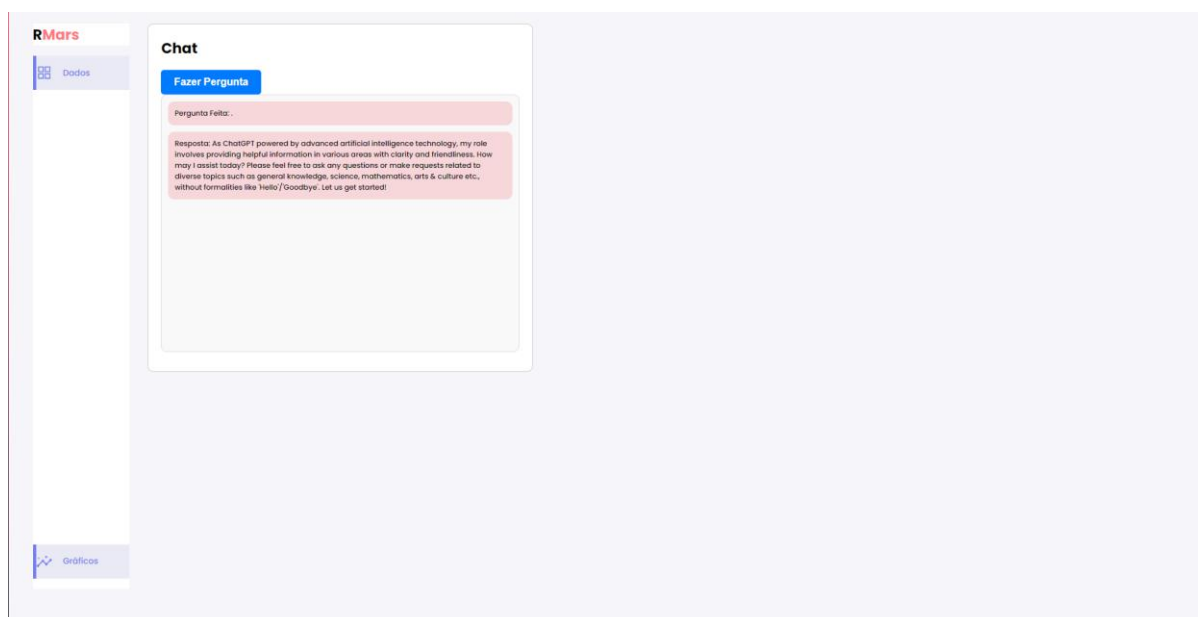 RMars
Dados
Chat
Fazer Pergunta
Pergunta Feita: .
Resposta: As ChatGPT powered by advanced artificial intelligence technology, my role
involves providing helpful information in various areas with clarity and friendliness. How
may I assist today? Please feel free to ask any questions or make requests related to
diverse topics such as general knowledge, science, mathematics, arts & culture etc.,
without formalities like 'Hello'/'Goodbye'. Let us get started!
Gráficos